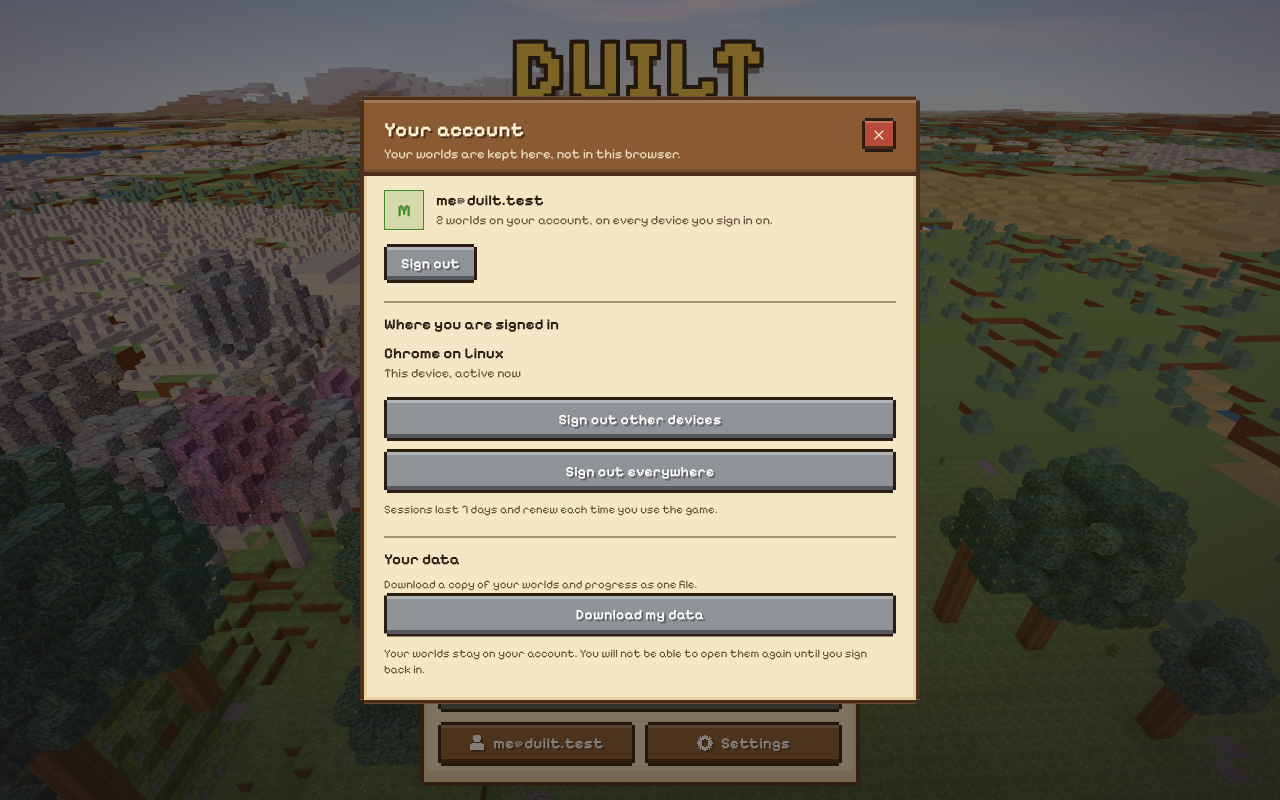 DUILT
Your account
Your worlds are kept here, not in this browser.
×
M
me@duilt.test
2 worlds on your account, on every device you sign in on.
Sign out
Where you are signed in
Chrome on Linux
This device, active now
Sign out other devices
Sign out everywhere
Sessions last 7 days and renew each time you use the game.
Your data
Download a copy of your worlds and progress as one file.
Download my data
Your worlds stay on your account. You will not be able to open them again until you sign
back in.
me@duilt.test
Settings